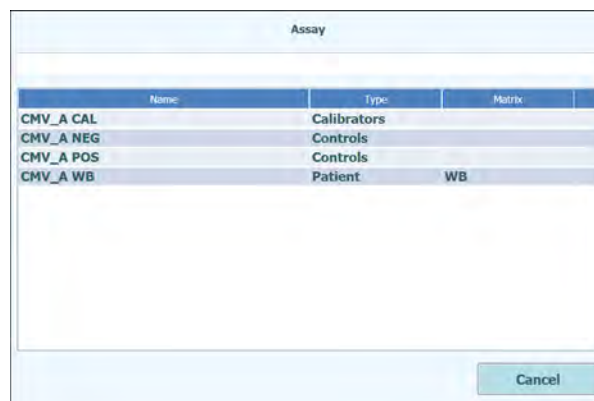 Assay
Name Type Matrix
CMV_A CAL Calibrators
CMV_A NEG Controls
CMV_A POS Controls
CMV_A WB Patient WB
Cancel